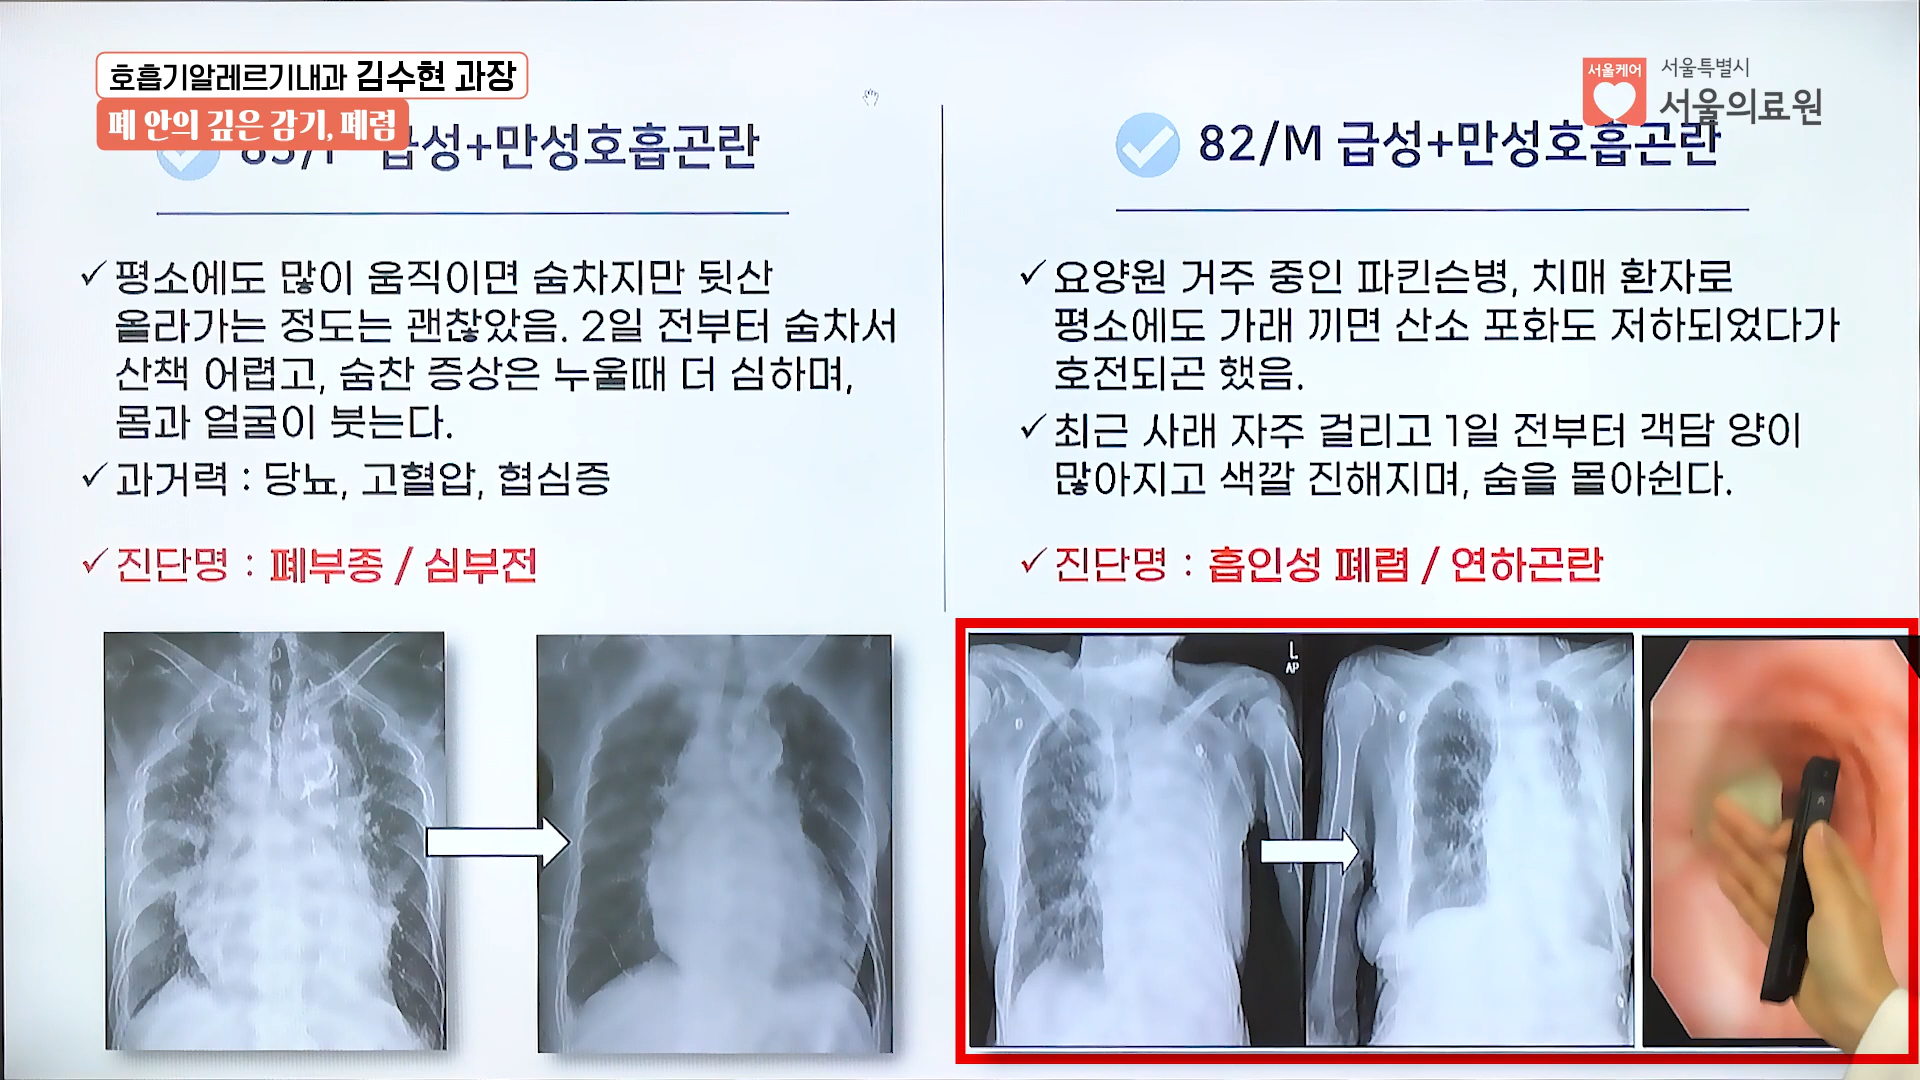 호흡기알레르기내과 김수현 과장
폐 안의 깊은 감기, 폐렴
서울케어
서울특별시
서울의료원
급성+만성호흡곤란
평소에도 많이 움직이면 숨차지만 뒷산
올라가는 정도는 괜찮았음. 2일 전부터 숨차서
산책 어렵고, 숨찬 증상은 누울때 더 심하며,
몸과 얼굴이 붓는다.
과거력 : 당뇨, 고혈압, 협심증
진단명 : 폐부종 / 심부전
82/M 급성+만성호흡곤란
요양원 거주 중인 파킨슨병, 치매 환자로
평소에도 가래 끼면 산소 포화도 저하되었다가
호전되곤 했음.
최근 사래 자주 걸리고 1일 전부터 객담 양이
많아지고 색깔 진해지며, 숨을 몰아쉰다.
진단명 : 흡인성 폐렴 / 연하곤란
L
AP